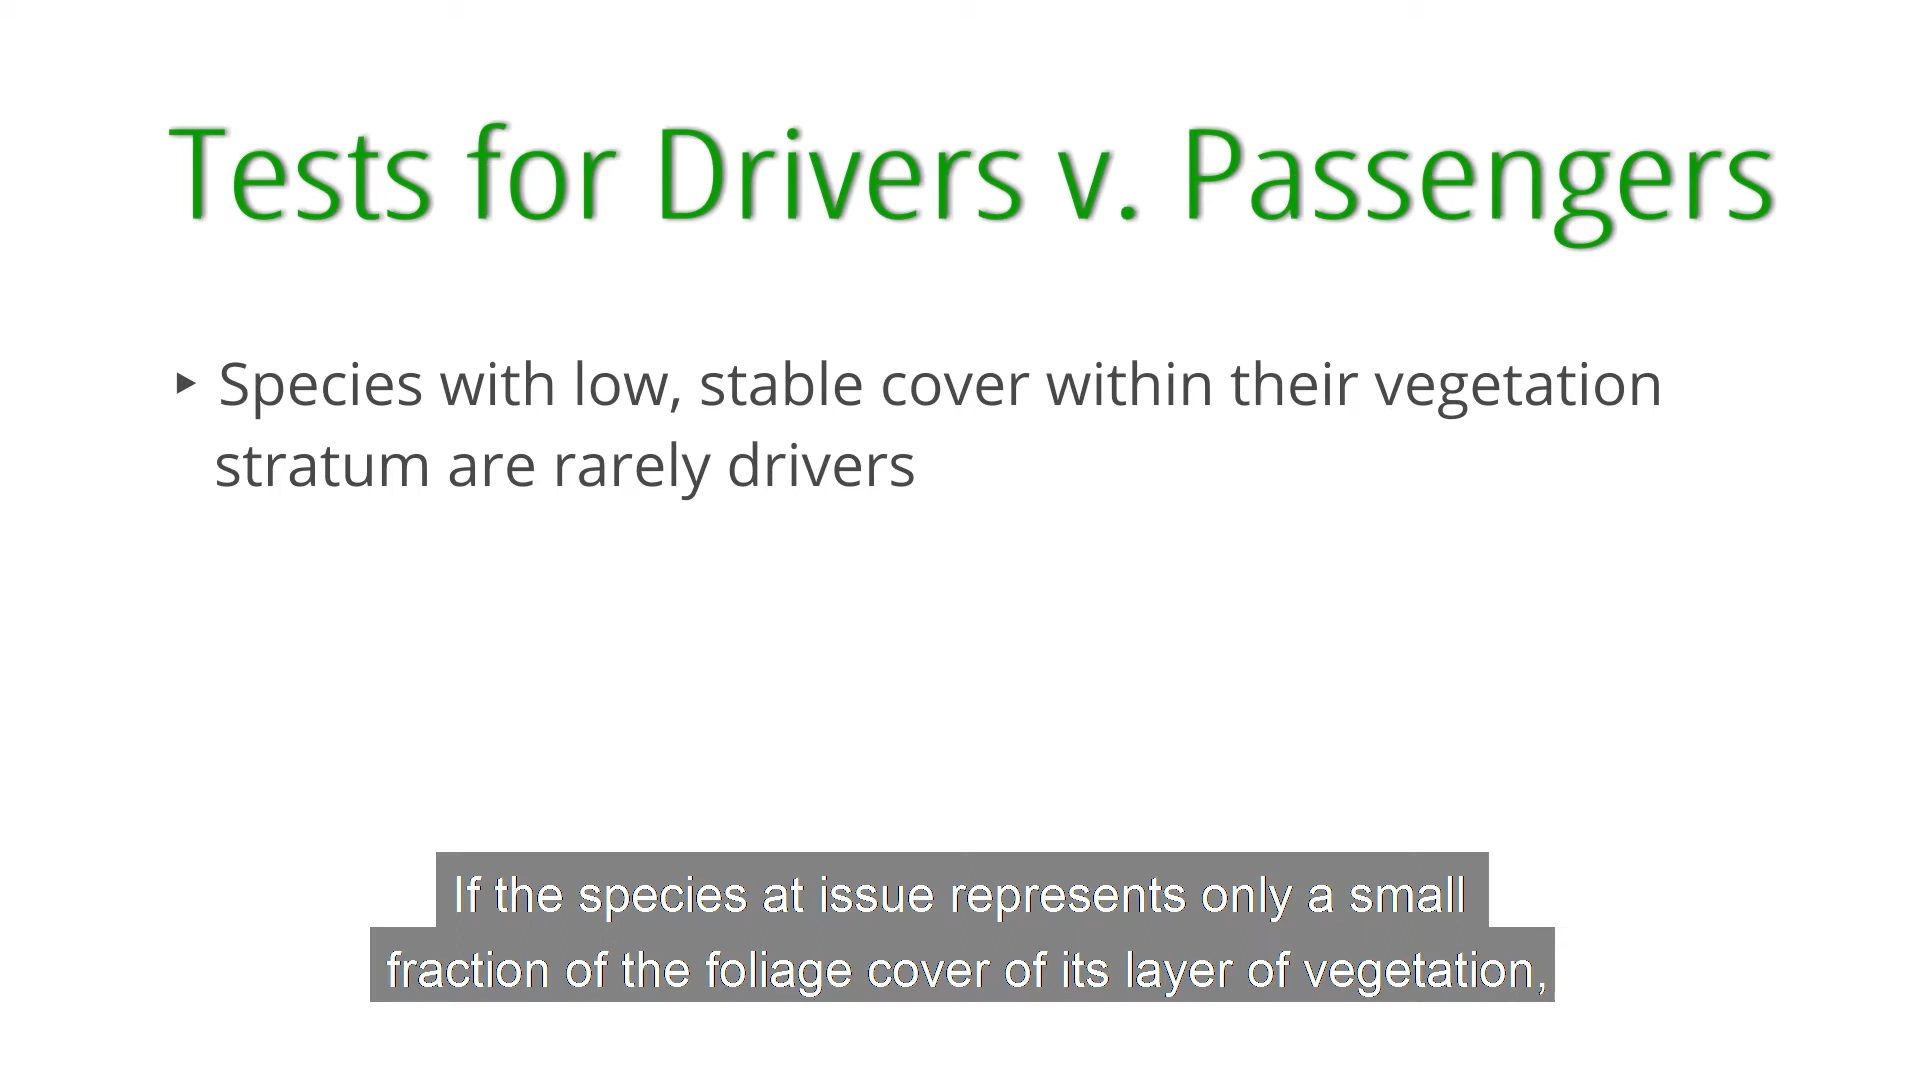 Tests for Drivers v. Passengers
‣ Species with low, stable cover within their vegetation
stratum are rarely drivers
If the species at issue represents only a small
fraction of the foliage cover of its layer of vegetation,